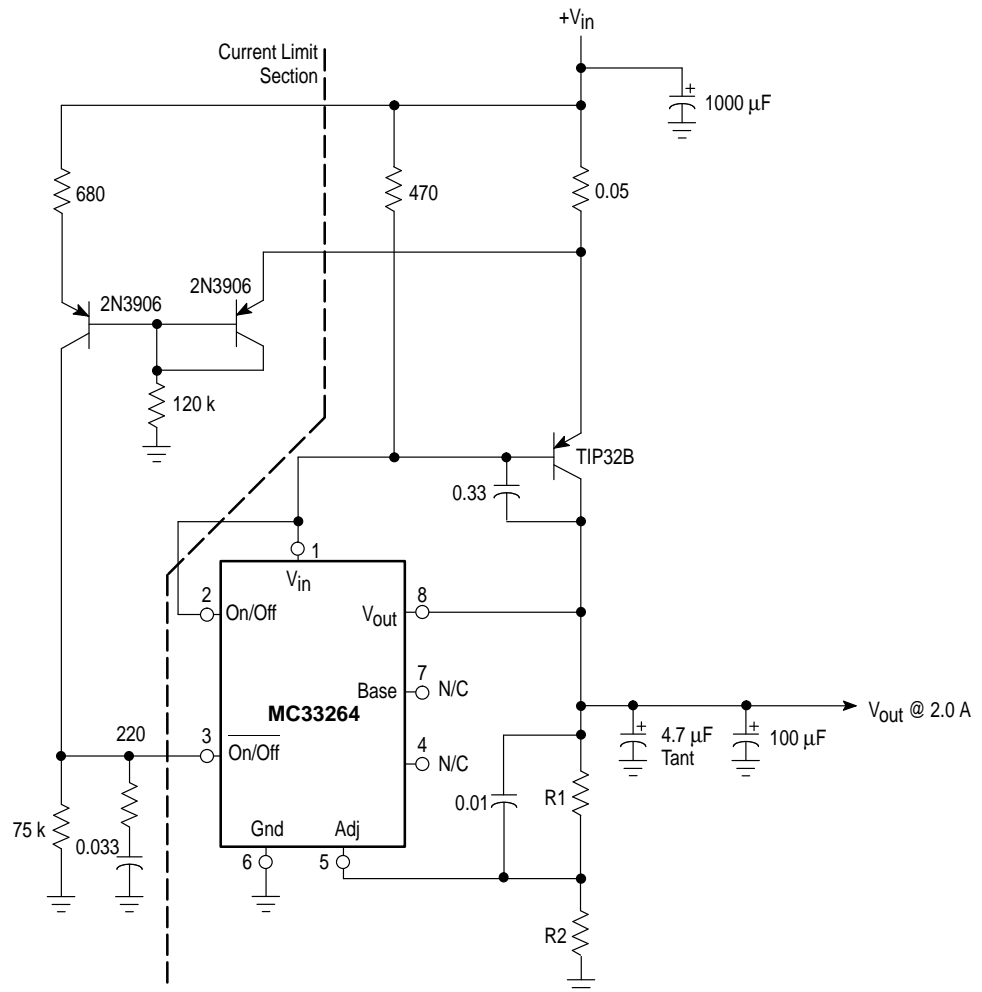 +Vin
Current Limit
Section
1000 µF
680
470
0.05
2N3906
2N3906
120 k
TIP32B
0.33
1
Vin
2
On/Off
8
Vout
7
Base
N/C
MC33264
Vout @ 2.0 A
220
3
On/Off
4
N/C
4.7 µF
Tant
100 µF
0.01
R1
75 k
0.033
Gnd
Adj
6
5
R2